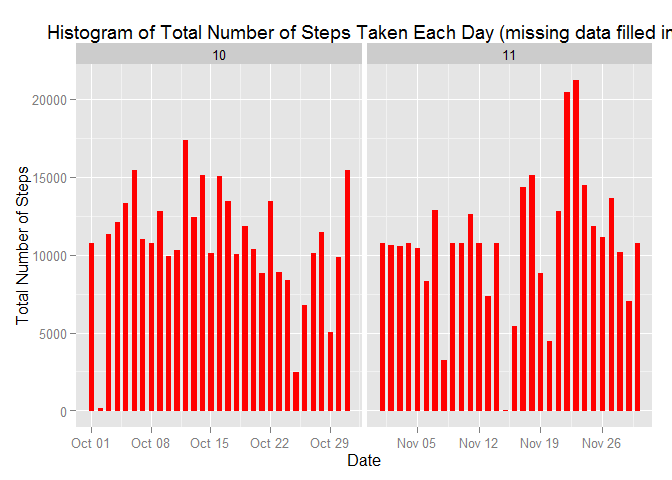 Histogram of Total Number of Steps Taken Each Day (missing data filled in
10 11
Total Number of Steps
20000
15000
10000
5000
0
Oct 01 Oct 08 Oct 15 Oct 22 Oct 29 Nov 05 Nov 12 Nov 19 Nov 26
Date